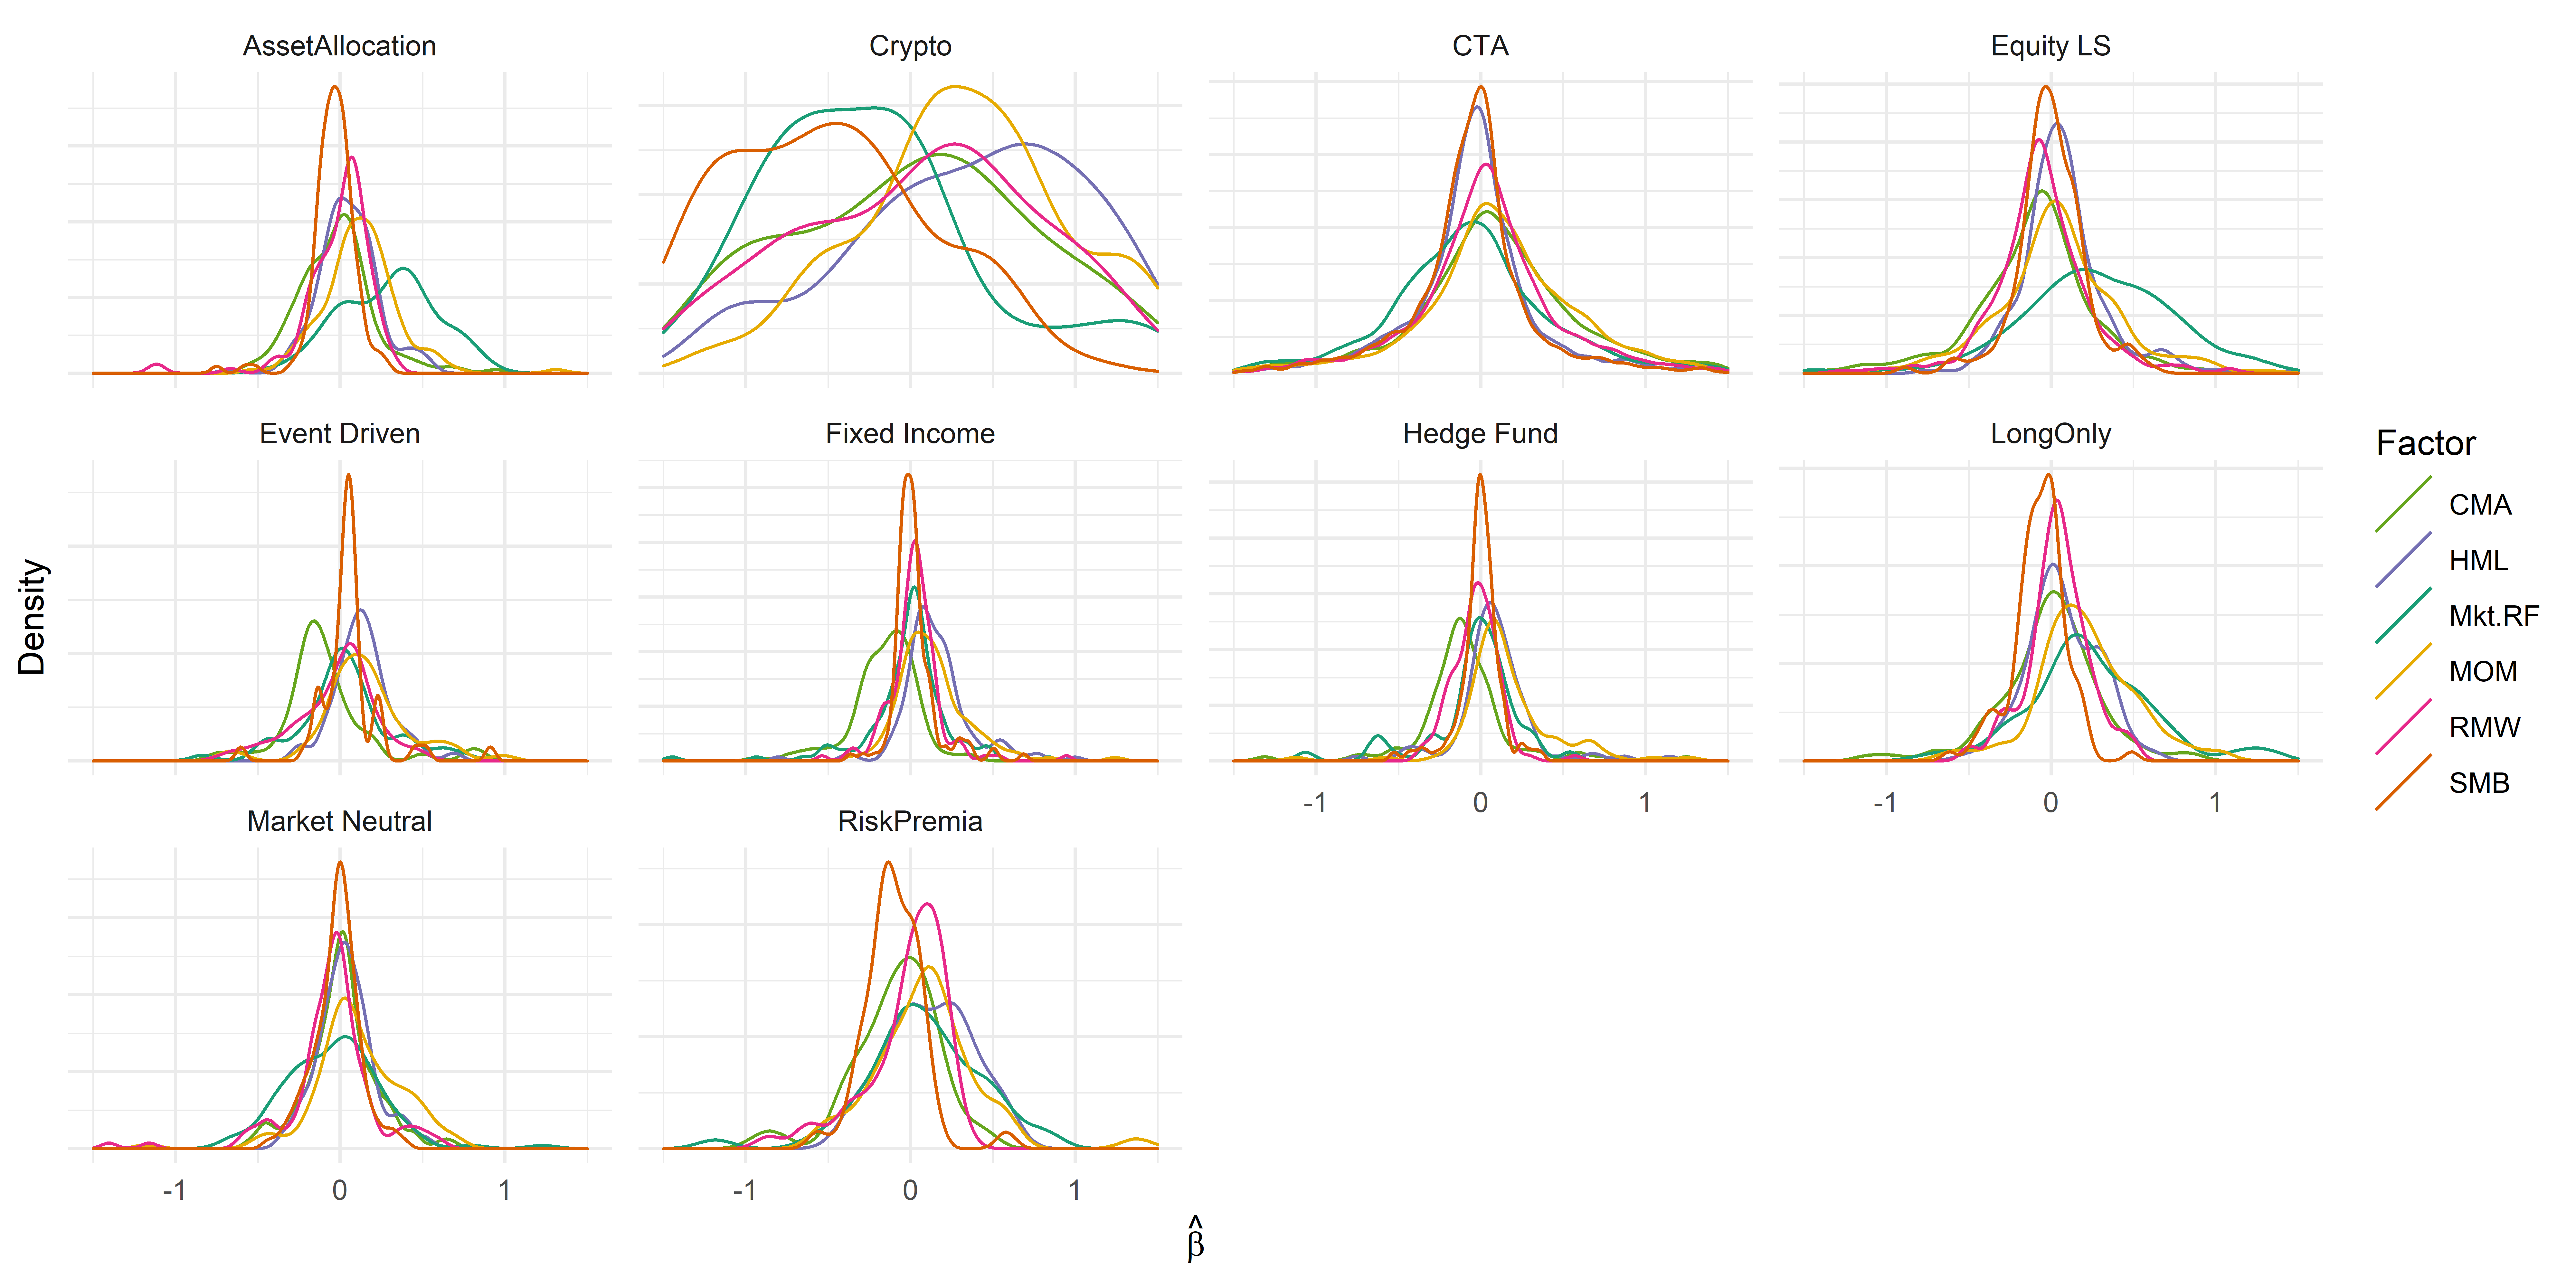 AssetAllocation
Crypto
CTA
Equity LS
Event Driven
Fixed Income
Hedge Fund
LongOnly
-1 0 1
-1 0 1
Market Neutral
RiskPremia
-1 0 1
-1 0 1
Density
β̂
Factor
CMA
HML
Mkt.RF
MOM
RMW
SMB